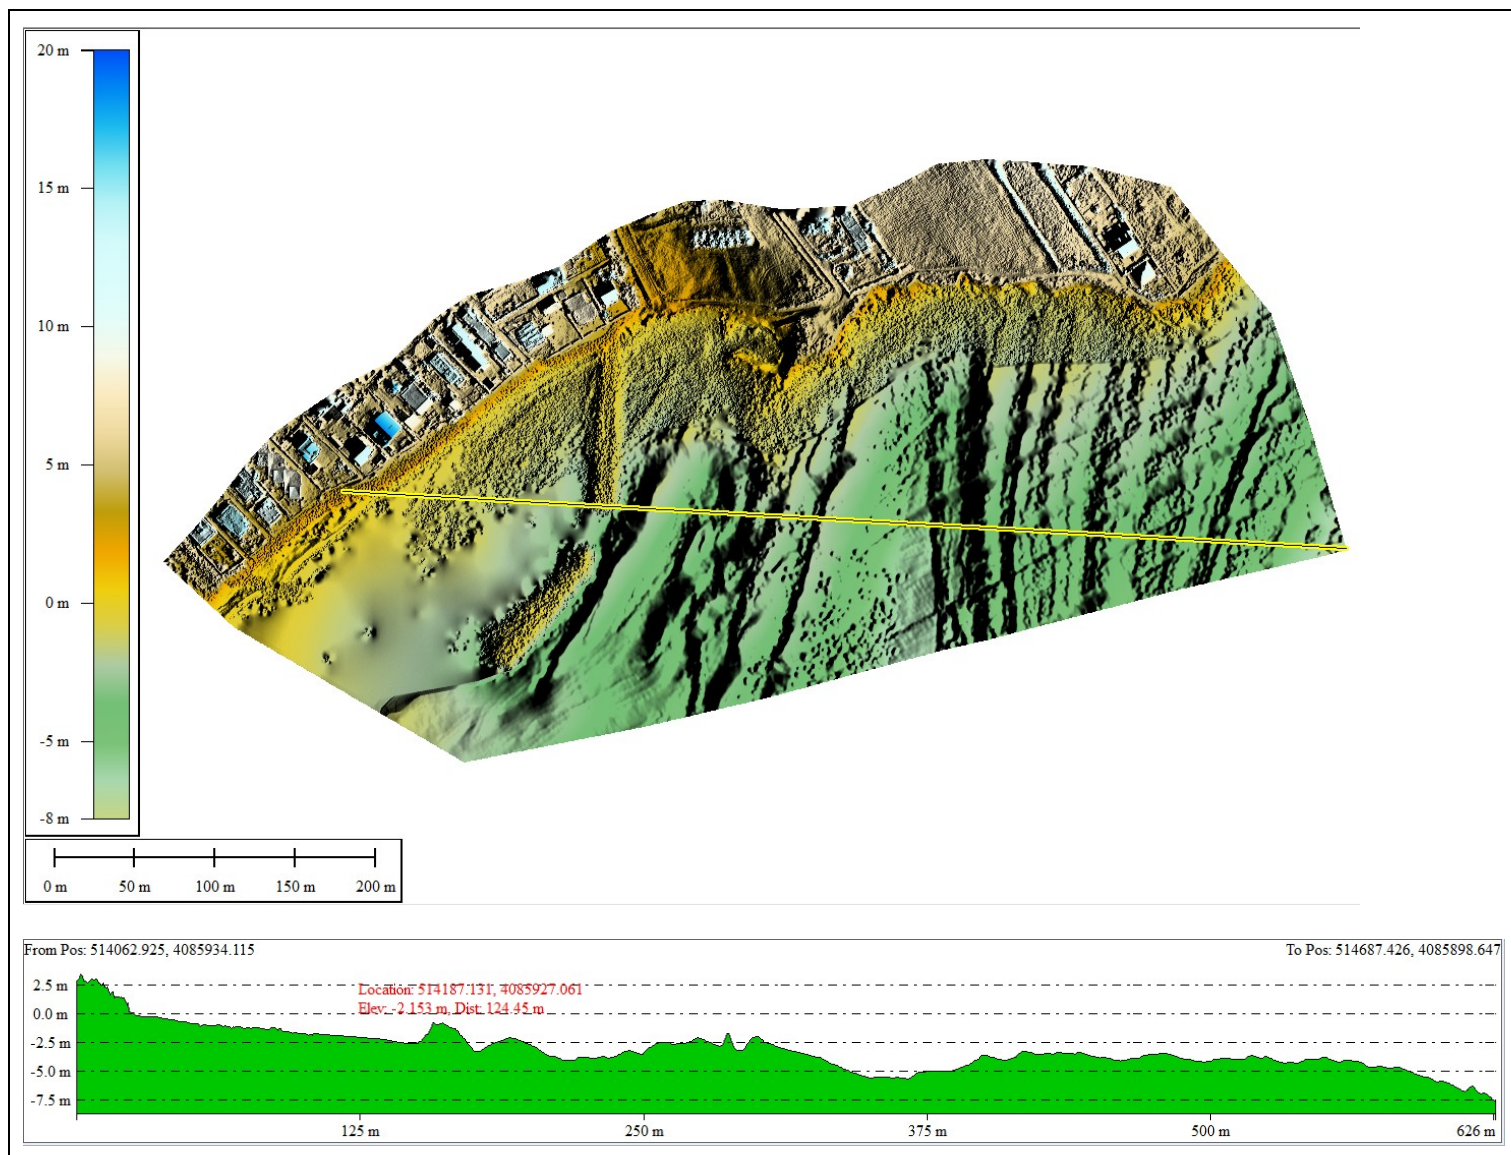 20 m
15 m
10 m
5 m
0 m
-5 m
-8 m
0 m 50 m 100 m 150 m 200 m
From Pos: 514062.925, 4085934.115 To Pos: 514687.426, 4085898.647
2.5 m
Location: 514187.131, 4085927.061
Elev: -2.153 m, Dist: 124.45 m
0.0 m
-2.5 m
-5.0 m
-7.5 m
125 m 250 m 375 m 500 m 626 m